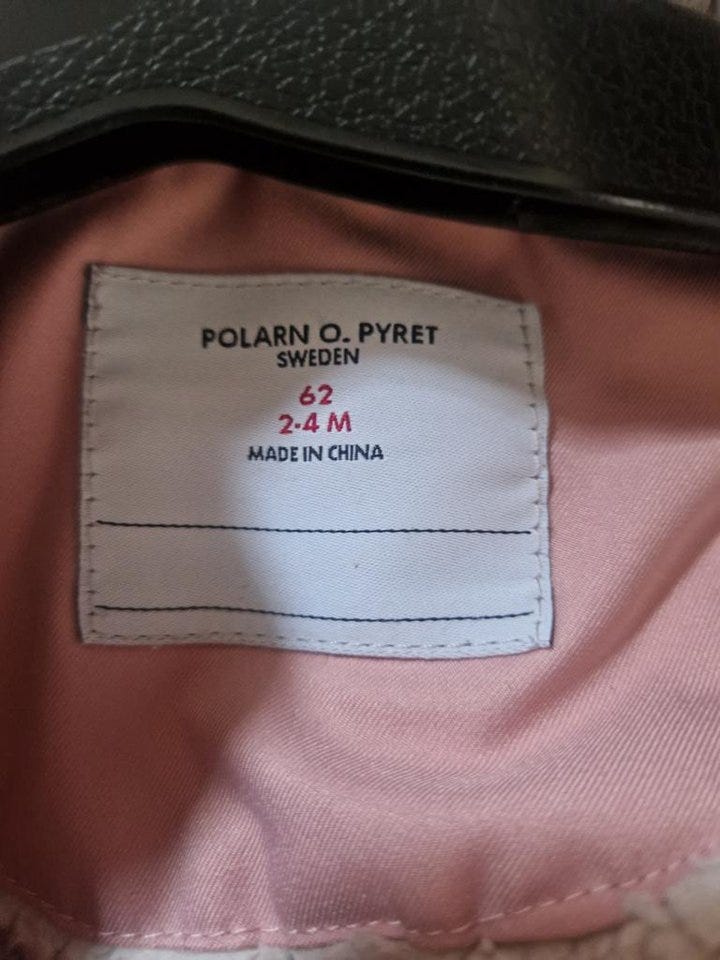 POLARN O. PYRET
SWEDEN
62
2-4 M
MADE IN CHINA